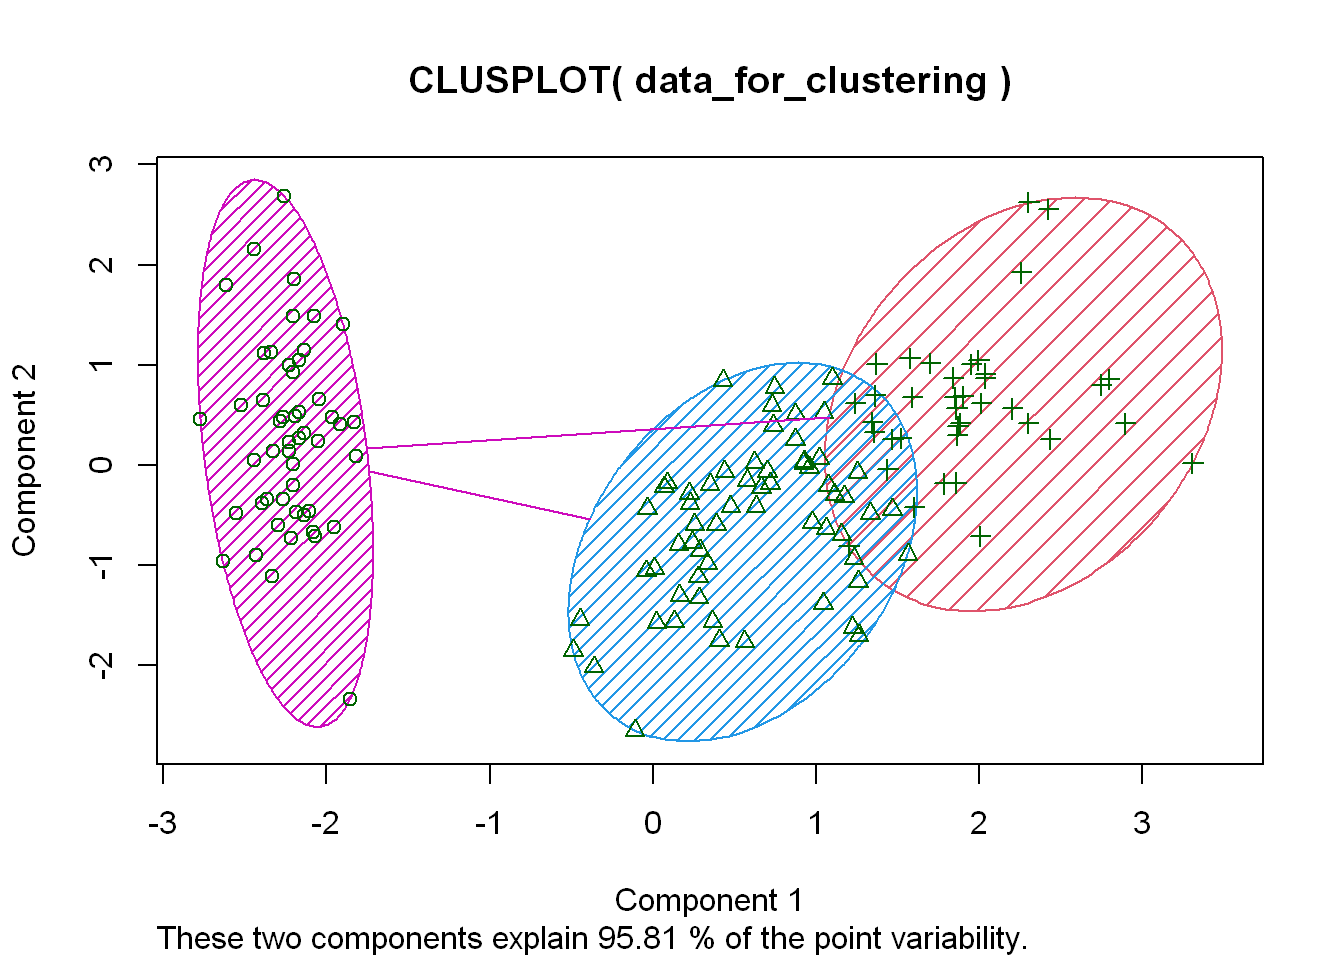 CLUSPLOT( data_for_clustering )
3
2
1
0
-1
-2
Component 2
-3 -2 -1 0 1 2 3
Component 1
These two components explain 95.81 % of the point variability.